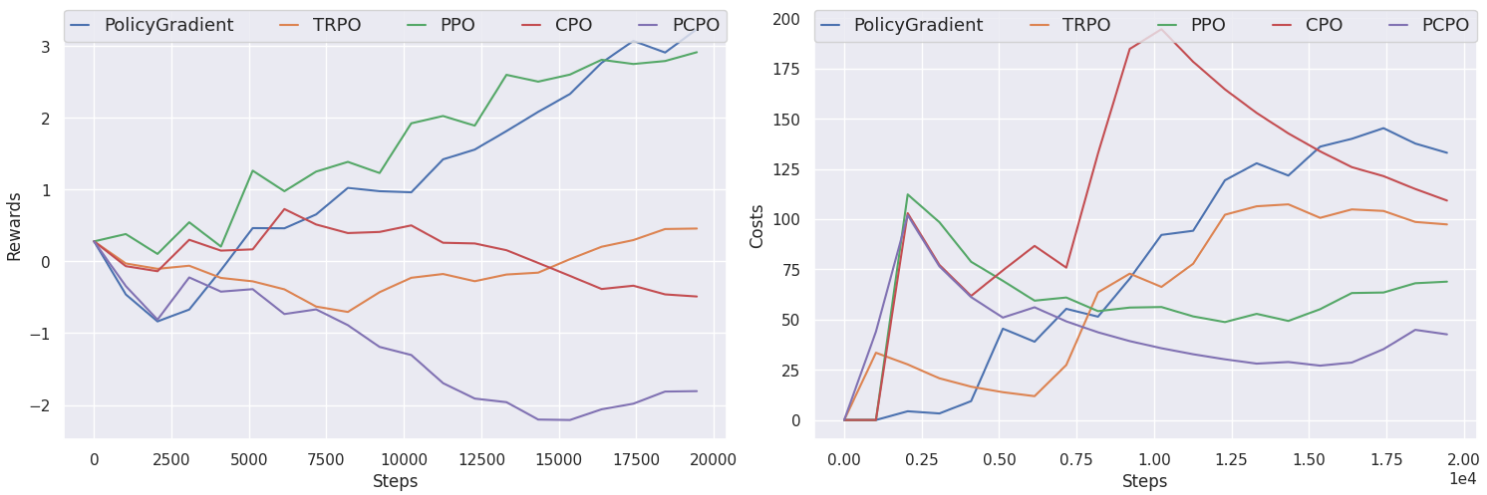 PolicyGradient TRPO PPO CPO PCPO
3
2
1
0
−1
−2
Rewards
0 2500 5000 7500 10000 12500 15000 17500 20000
Steps
PolicyGradient TRPO PPO CPO PCPO
200
175
150
125
100
75
50
25
0
Costs
0.00 0.25 0.50 0.75 1.00 1.25 1.50 1.75 2.00
1e4
Steps